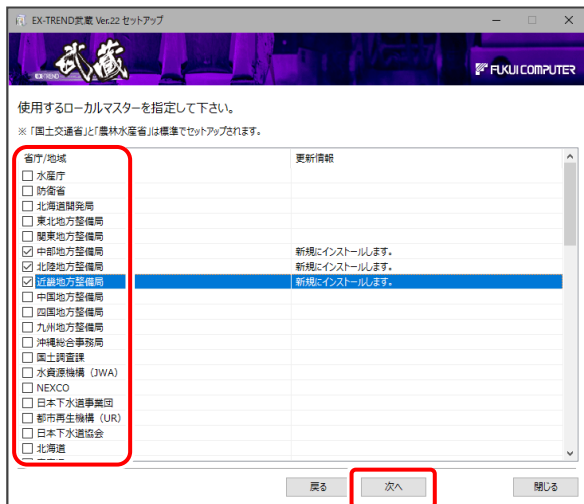 EX-TREND武蔵 Ver.22 セットアップ
EX-TREND 武蔵
FUKUI COMPUTER
使用するローカルマスターを指定して下さい。
※「国土交通省」と「農林水産省」は標準でセットアップされます。
省庁/地域 更新情報
水産庁
防衛省
北海道開発局
東北地方整備局
関東地方整備局
中部地方整備局 新規にインストールします。
北陸地方整備局 新規にインストールします。
近畿地方整備局 新規にインストールします。
中国地方整備局
四国地方整備局
九州地方整備局
沖縄総合事務局
国土調査課
水資源機構（JWA）
NEXCO
日本下水道事業団
都市再生機構（UR）
日本下水道協会
北海道
戻る 次へ 閉じる